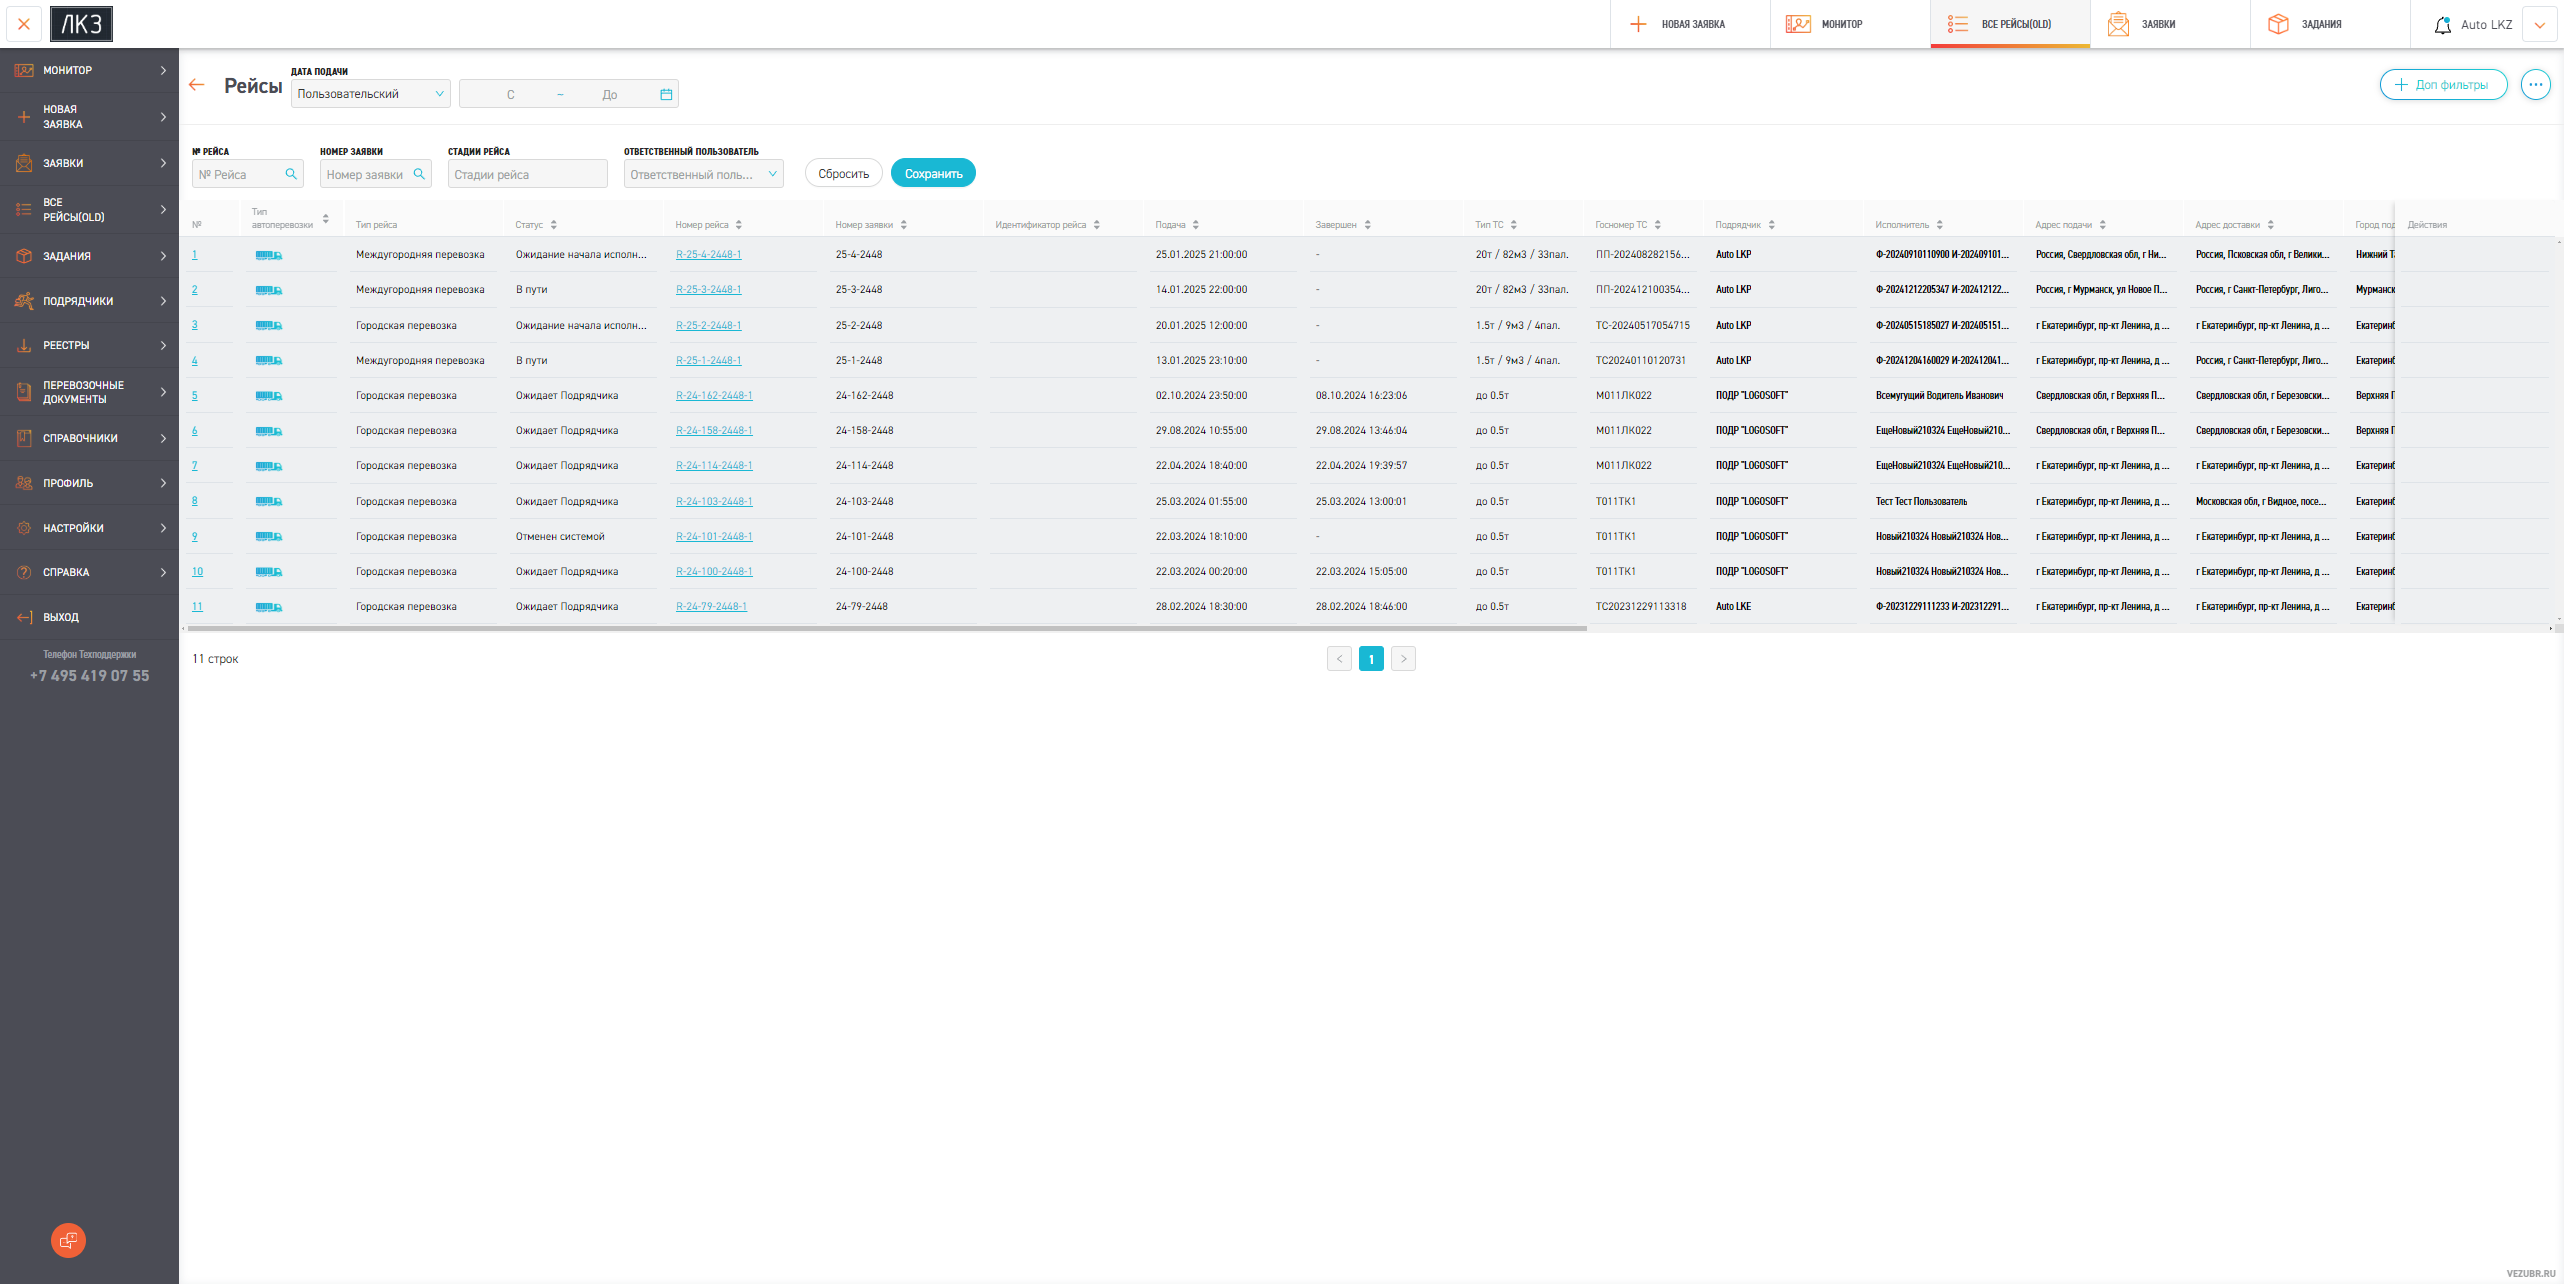 ЛКЗ
НОВАЯ ЗАЯВКА
МОНИТОР
ВСЕ РЕЙСЫ(OLD)
ЗАЯВКИ
ЗАДАНИЯ
Auto LKZ
МОНИТОР
НОВАЯ
ЗАЯВКА
ЗАЯВКИ
ВСЕ
РЕЙСЫ(OLD)
ЗАДАНИЯ
ПОДРЯДЧИКИ
РЕЕСТРЫ
ПЕРЕВОЗОЧНЫЕ
ДОКУМЕНТЫ
СПРАВОЧНИКИ
ПРОФИЛЬ
НАСТРОЙКИ
СПРАВКА
ВЫХОД
Телефон Техподдержки
+7 495 419 07 55
Рейсы
ДАТА ПОДАЧИ
Пользовательский
С ~ До
Доп фильтры
№ РЕЙСА
НОМЕР ЗАЯВКИ
СТАДИИ РЕЙСА
ОТВЕТСТВЕННЫЙ ПОЛЬЗОВАТЕЛЬ
№ Рейса
Номер заявки
Стадии рейса
Ответственный поль...
Сбросить
Сохранить
№ Тип автоперевозки Тип рейса Статус Номер рейса Номер заявки Идентификатор рейса Подача Завершен Тип ТС Госномер ТС Подрядчик Исполнитель Адрес подачи Адрес доставки Город под Действия
1 Междугородняя перевозка Ожидание начала исполн... R-25-4-2448-1 25-4-2448 25.01.2025 21:00:00 - 20т / 82м3 / 33пал. ПП-202408282156... Auto LKP Ф-20240910110900 И-202409101... Россия, Свердловская обл, г Ни... Россия, Псковская обл, г Велики... Нижний Т
2 Междугородняя перевозка В пути R-25-3-2448-1 25-3-2448 14.01.2025 22:00:00 - 20т / 82м3 / 33пал. ПП-202412100354... Auto LKP Ф-20241212205347 И-202412122... Россия, г Мурманск, ул Новое П... Россия, г Санкт-Петербург, Лиго... Мурманск
3 Городская перевозка Ожидание начала исполн... R-25-2-2448-1 25-2-2448 20.01.2025 12:00:00 - 1.5т / 9м3 / 4пал. ТС-20240517054715 Auto LKP Ф-20240515185027 И-202405151... г Екатеринбург, пр-кт Ленина, д ... г Екатеринбург, пр-кт Ленина, д ... Екатеринб
4 Междугородняя перевозка В пути R-25-1-2448-1 25-1-2448 13.01.2025 23:10:00 - 1.5т / 9м3 / 4пал. ТС20240110120731 Auto LKP Ф-20241204160029 И-202412041... г Екатеринбург, пр-кт Ленина, д ... Россия, г Санкт-Петербург, Лиго... Екатеринб
5 Городская перевозка Ожидает Подрядчика R-24-162-2448-1 24-162-2448 02.10.2024 23:50:00 08.10.2024 16:23:06 до 0.5т М011ЛК022 ПОДР "LOGOSOFT" Всемугущий Водитель Иванович Свердловская обл, г Верхняя П... Свердловская обл, г Березовски... Верхняя П
6 Городская перевозка Ожидает Подрядчика R-24-158-2448-1 24-158-2448 29.08.2024 10:55:00 29.08.2024 13:46:04 до 0.5т М011ЛК022 ПОДР "LOGOSOFT" ЕщеНовый210324 ЕщеНовый210... Свердловская обл, г Верхняя П... Свердловская обл, г Березовски... Верхняя П
7 Городская перевозка Ожидает Подрядчика R-24-114-2448-1 24-114-2448 22.04.2024 18:40:00 22.04.2024 19:39:57 до 0.5т М011ЛК022 ПОДР "LOGOSOFT" ЕщеНовый210324 ЕщеНовый210... г Екатеринбург, пр-кт Ленина, д ... г Екатеринбург, пр-кт Ленина, д ... Екатеринб
8 Городская перевозка Ожидает Подрядчика R-24-103-2448-1 24-103-2448 25.03.2024 01:55:00 25.03.2024 13:00:01 до 0.5т Т011ТК1 ПОДР "LOGOSOFT" Тест Тест Пользователь г Екатеринбург, пр-кт Ленина, д ... Московская обл, г Видное, посе... Екатеринб
9 Городская перевозка Отменен системой R-24-101-2448-1 24-101-2448 22.03.2024 18:10:00 - до 0.5т Т011ТК1 ПОДР "LOGOSOFT" Новый210324 Новый210324 Нов... г Екатеринбург, пр-кт Ленина, д ... г Екатеринбург, пр-кт Ленина, д ... Екатеринб
10 Городская перевозка Ожидает Подрядчика R-24-100-2448-1 24-100-2448 22.03.2024 00:20:00 22.03.2024 15:05:00 до 0.5т Т011ТК1 ПОДР "LOGOSOFT" Новый210324 Новый210324 Нов... г Екатеринбург, пр-кт Ленина, д ... г Екатеринбург, пр-кт Ленина, д ... Екатеринб
11 Городская перевозка Ожидает Подрядчика R-24-79-2448-1 24-79-2448 28.02.2024 18:30:00 28.02.2024 18:46:00 до 0.5т ТС20231229113318 Auto LKE Ф-20231229111233 И-202312291... г Екатеринбург, пр-кт Ленина, д ... г Екатеринбург, пр-кт Ленина, д ... Екатеринб
11 строк
< 1 >
VEZUBR.RU